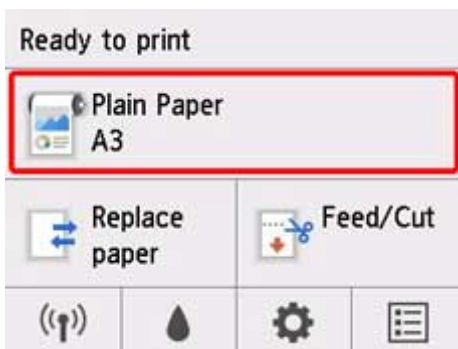 Ready to print
Plain Paper
A3
Replace
paper
Feed/Cut